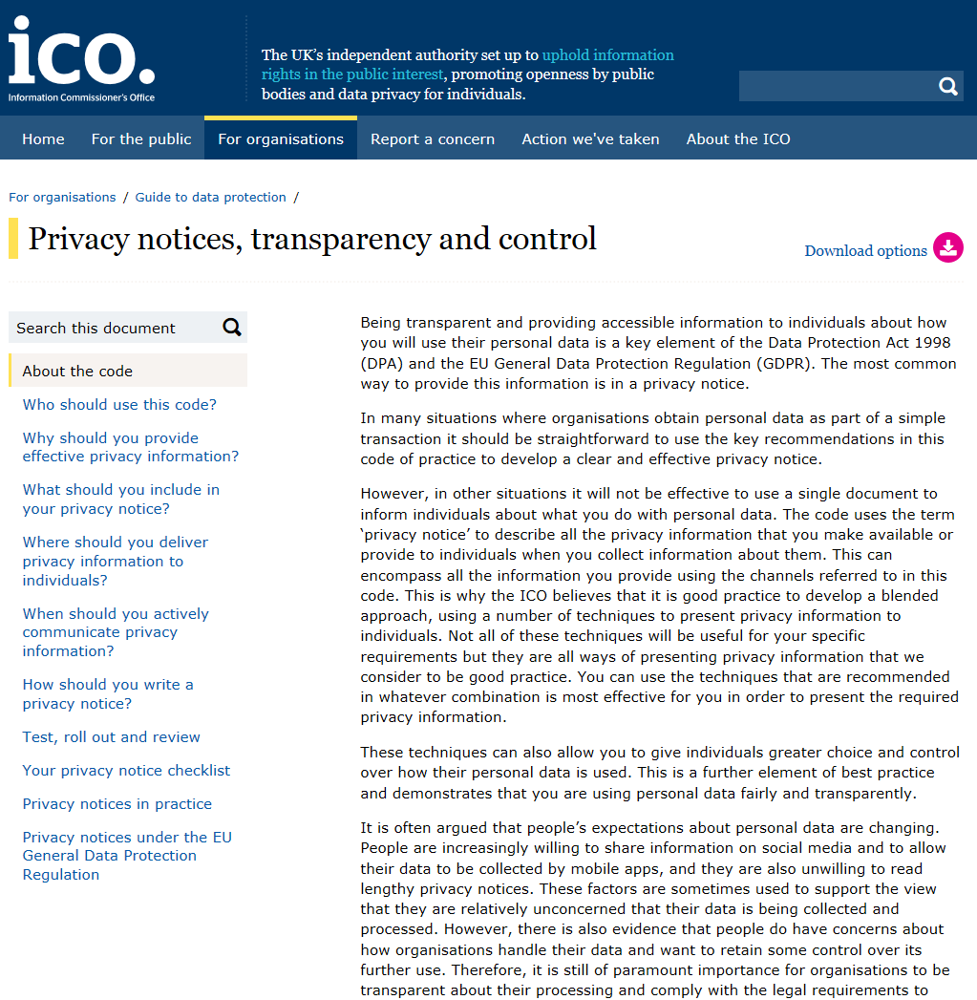 ico.
Information Commissioner's Office
The UK's independent authority set up to uphold information
rights in the public interest, promoting openness by public
bodies and data privacy for individuals.
Home
For the public
For organisations
Report a concern
Action we've taken
About the ICO
For organisations / Guide to data protection /
Privacy notices, transparency and control
Download options
Search this document
About the code
Who should use this code?
Why should you provide
effective privacy information?
What should you include in
your privacy notice?
Where should you deliver
privacy information to
individuals?
When should you actively
communicate privacy
information?
How should you write a
privacy notice?
Test, roll out and review
Your privacy notice checklist
Privacy notices in practice
Privacy notices under the EU
General Data Protection
Regulation
Being transparent and providing accessible information to individuals about how
you will use their personal data is a key element of the Data Protection Act 1998
(DPA) and the EU General Data Protection Regulation (GDPR). The most common
way to provide this information is in a privacy notice.
In many situations where organisations obtain personal data as part of a simple
transaction it should be straightforward to use the key recommendations in this
code of practice to develop a clear and effective privacy notice.
However, in other situations it will not be effective to use a single document to
inform individuals about what you do with personal data. The code uses the term
‘privacy notice’ to describe all the privacy information that you make available or
provide to individuals when you collect information about them. This can
encompass all the information you provide using the channels referred to in this
code. This is why the ICO believes that it is good practice to develop a blended
approach, using a number of techniques to present privacy information to
individuals. Not all of these techniques will be useful for your specific
requirements but they are all ways of presenting privacy information that we
consider to be good practice. You can use the techniques that are recommended
in whatever combination is most effective for you in order to present the required
privacy information.
These techniques can also allow you to give individuals greater choice and control
over how their personal data is used. This is a further element of best practice
and demonstrates that you are using personal data fairly and transparently.
It is often argued that people’s expectations about personal data are changing.
People are increasingly willing to share information on social media and to allow
their data to be collected by mobile apps, and they are also unwilling to read
lengthy privacy notices. These factors are sometimes used to support the view
that they are relatively unconcerned that their data is being collected and
processed. However, there is also evidence that people do have concerns about
how organisations handle their data and want to retain some control over its
further use. Therefore, it is still of paramount importance for organisations to be
transparent about their processing and comply with the legal requirements to